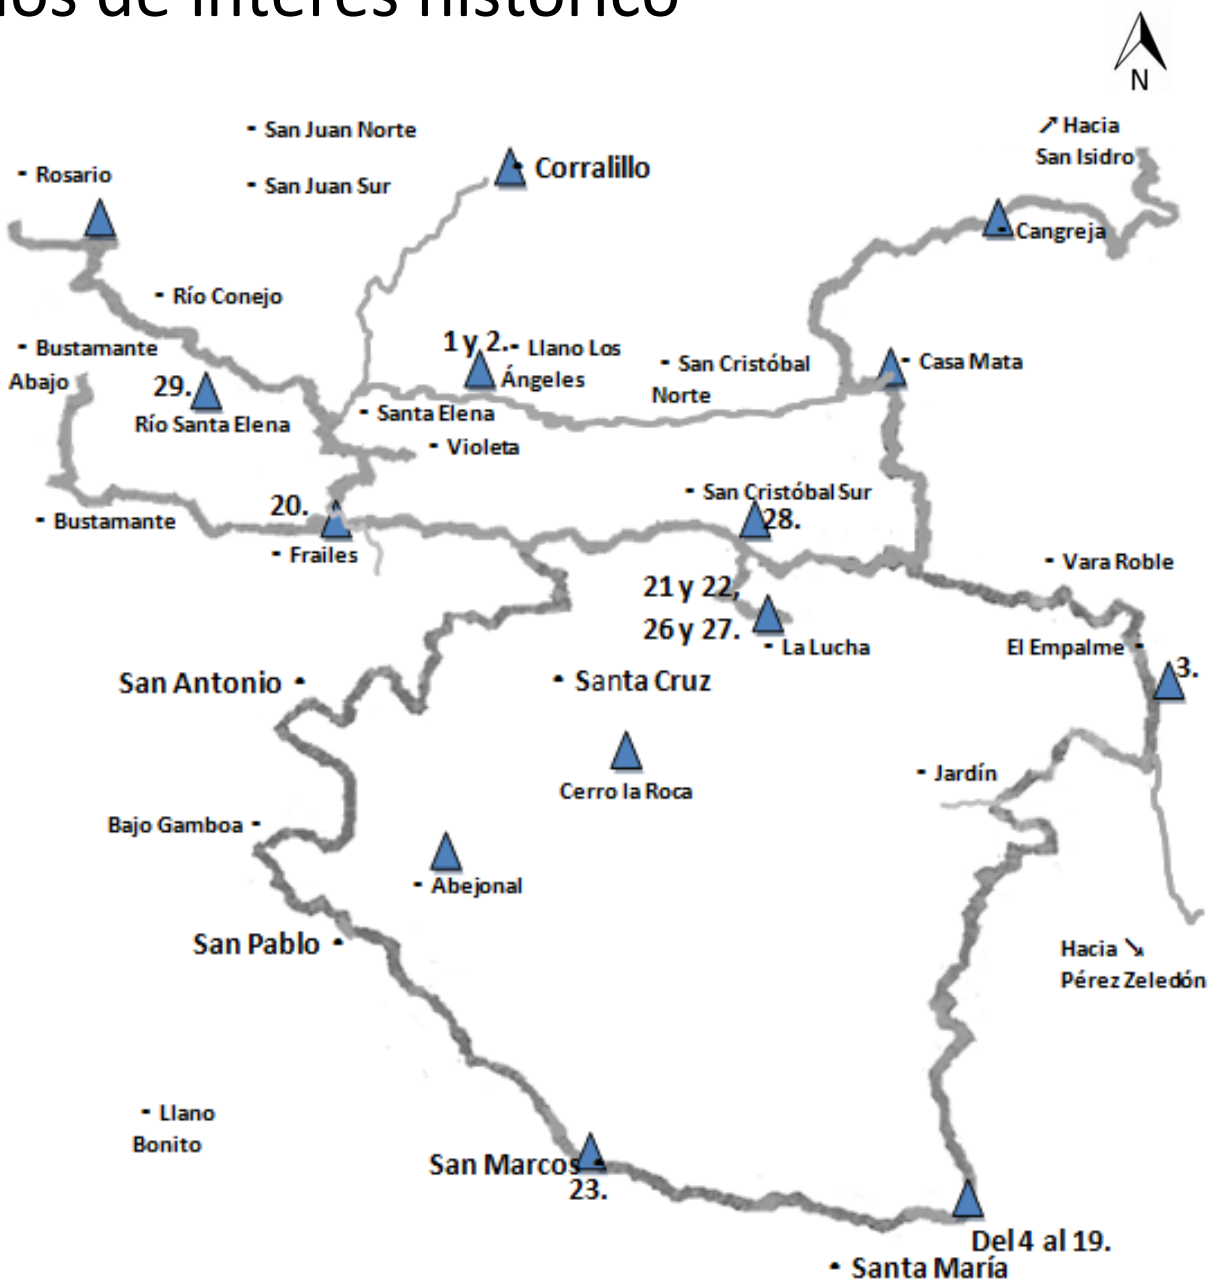 de interés histórico
N
San Juan Norte
Hacia
San Isidro
Rosario
San Juan Sur
Corralillo
Cangreja
Río Conejo
Bustamante
Abajo
1 y 2.
Llano Los
Ángeles
San Cristóbal
Norte
Casa Mata
29.
Río Santa Elena
Santa Elena
Violeta
San Cristóbal Sur
20.
28.
Bustamante
Frailes
Vara Roble
21 y 22,
26 y 27.
La Lucha
El Empalme
3.
San Antonio
Santa Cruz
Cerro la Roca
Jardín
Bajo Gamboa
Abejonal
San Pablo
Hacia
Pérez Zeledón
Llano
Bonito
San Marcos
23.
Del 4 al 19.
Santa María